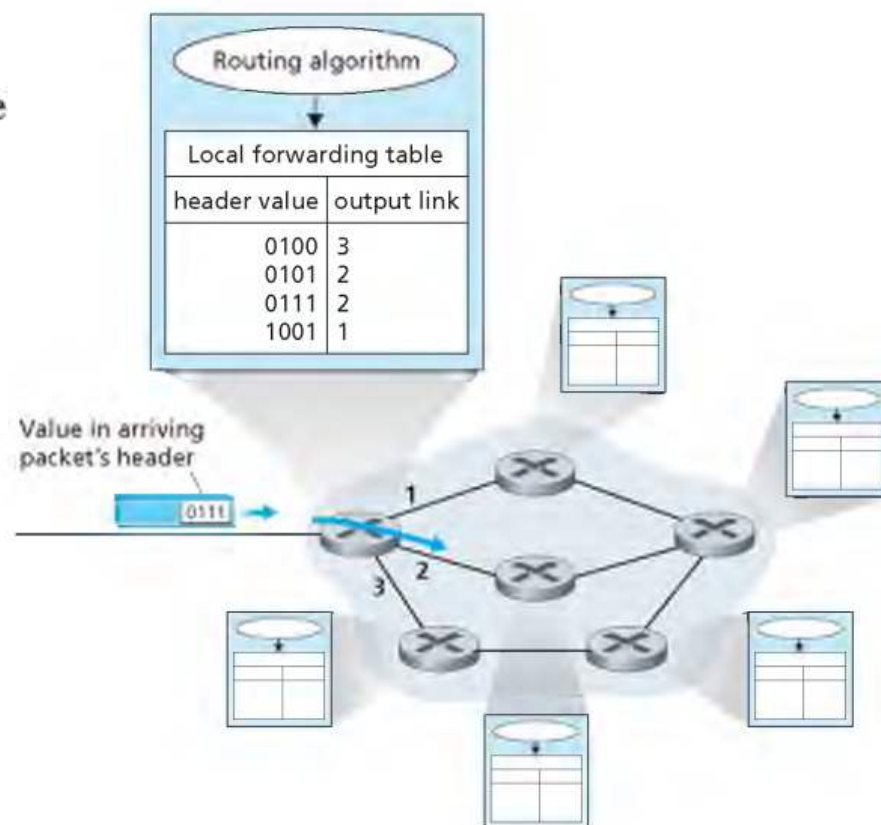 e
Routing algorithm
Local forwarding table
header value output link
0100 3
0101 2
0111 2
1001 1
Value in arriving
packet's header
0111
1
2
3